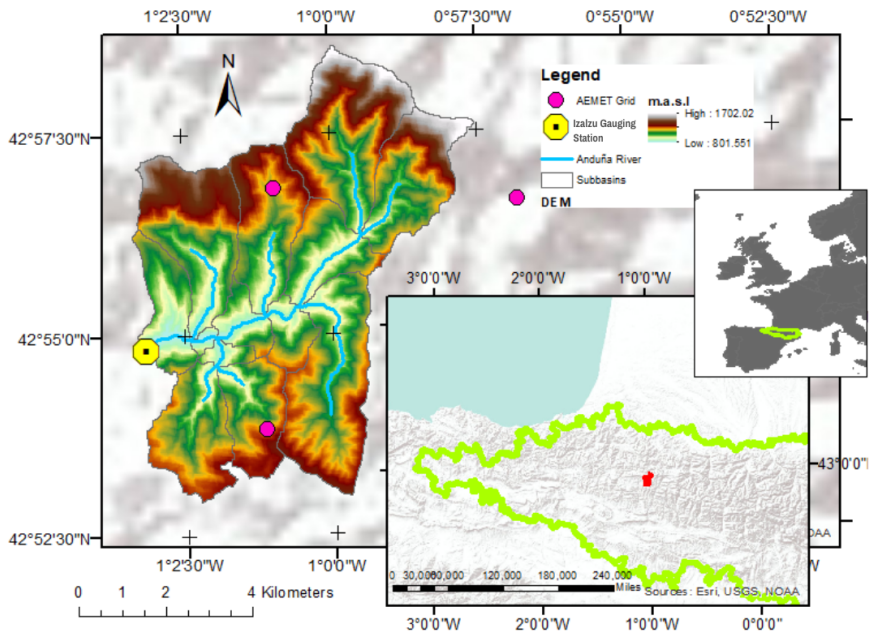 1°2'30"W 1°0'0"W 0°57'30"W 0°55'0"W 0°52'30"W
N
Legend
AEMET Grid
Izalzu Gauging
Station
Anduña River
Subbasins
DEM
m.a.s.l
High : 1702.02
Low : 801.551
42°57'30"N
42°55'0"N
42°52'30"N
3°0'0"W 2°0'0"W 1°0'0"W
43°0'0"
OAA
W
0 30,000 60,000 120,000 180,000 240,000
Miles
Sources: Esri, USGS, NOAA
1°22'30"W 1°0'0"W
0 1 2 4 Kilometers
3°0'0"W 2°0'0"W 1°0'0"W 0°0'0"